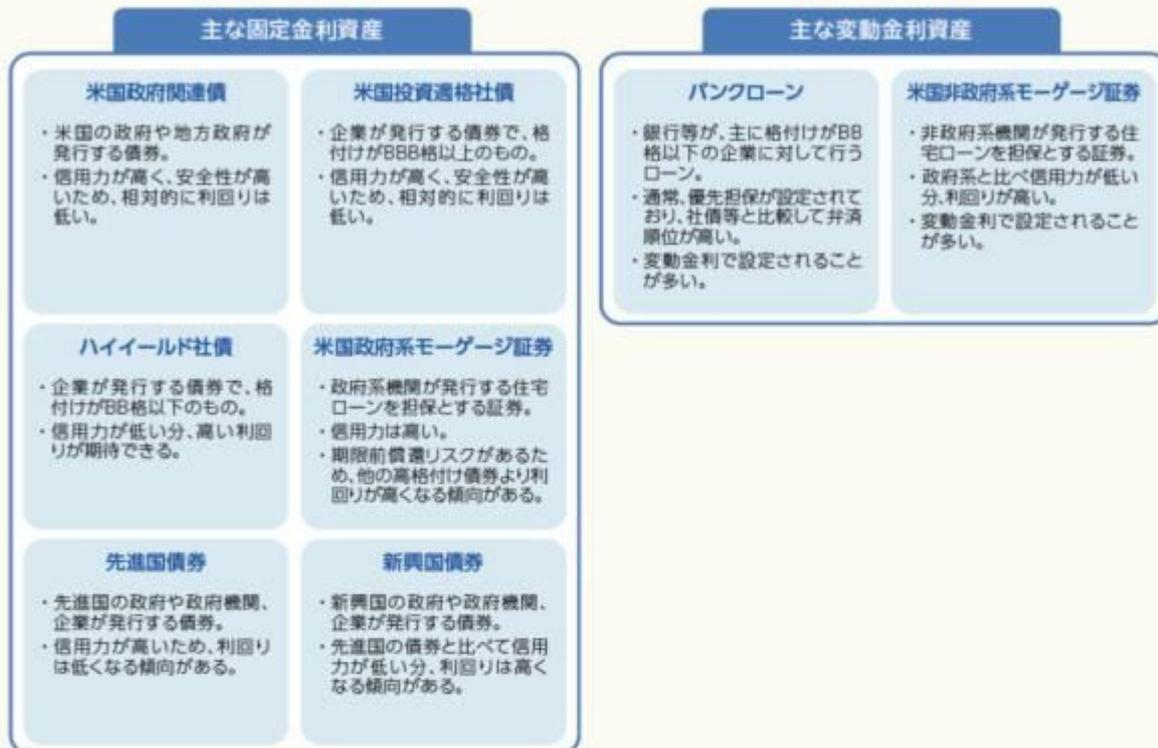 主な固定金利資産
米国政府関連債
・米国の政府や地方政府が
発行する債券。
・信用力が高く、安全性が高
いため、相対的に利回りは
低い。
米国投資適格社債
・企業が発行する債券で、格
付けがBBB格以上のもの。
・信用力が高く、安全性が高
いため、相対的に利回りは
低い。
ハイイールド社債
・企業が発行する債券で、格
付けがBB格以下のもの。
・信用力が低い分、高い利回
りが期待できる。
米国政府系モーゲージ証券
・政府系機関が発行する住宅
ローンを担保とする証券。
・信用力は高い。
・期限前償還リスクがあるた
め、他の高格付け債券より利
回りが高くなる傾向がある。
先進国債券
・先進国の政府や政府機関、
企業が発行する債券。
・信用力が高いため、利回り
は低くなる傾向がある。
新興国債券
・新興国の政府や政府機関、
企業が発行する債券。
・先進国の債券と比べて信用
力が低い分、利回りは高く
なる傾向がある。
主な変動金利資産
バンクローン
・銀行等が、主に格付けがBB
格以下の企業に対して行う
ローン。
・通常、優先担保が設定されて
おり、社債等と比較して弁済
順位が高い。
・変動金利で設定されること
が多い。
米国非政府系モーゲージ証券
・非政府系機関が発行する住
宅ローンを担保とする証券。
・政府系と比べ信用力が低い
分、利回りが高い。
・変動金利で設定されること
が多い。